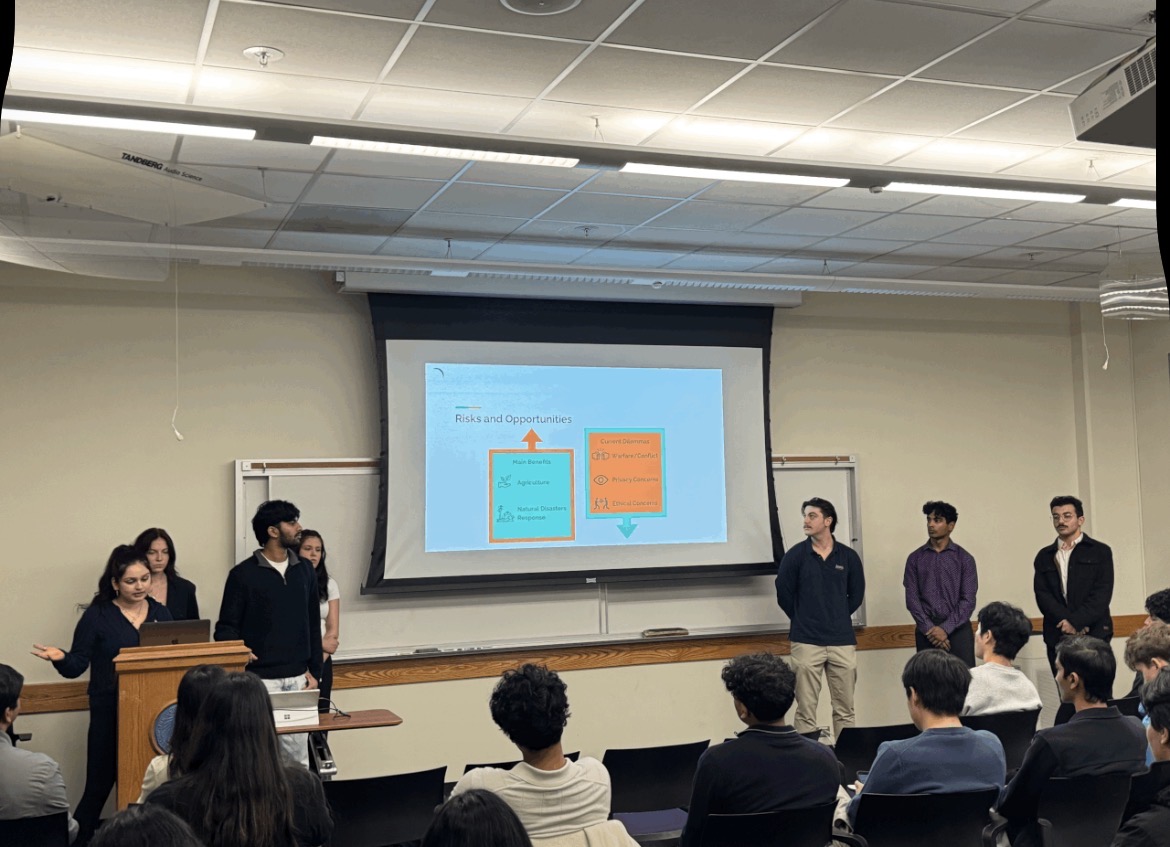 TANDBERG Audio Science
Risks and Opportunities
Main Benefits
Agriculture
Natural Disasters
Response
Current Dilemmas
Warfare/Conflict
Privacy Concerns
Ethical Concerns